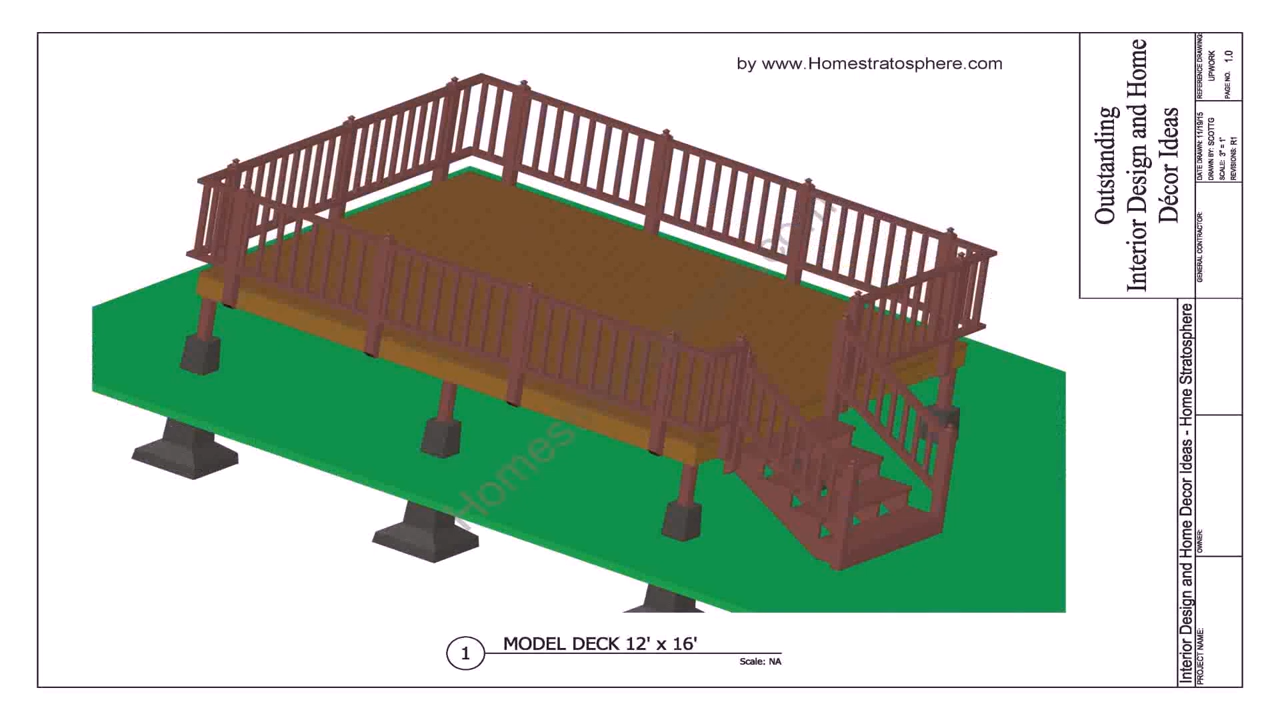 by www.Homestratosphere.com
Outstanding
Interior Design and Home
Décor Ideas
REFERENCE DRAWING:
UPWORK
PAGE NO. 1.0
DATE DRAWN: 11/19/15
DRAWN BY: SCOTTG
SCALE: 3" = 1'
REVISIONS: R1
GENERAL CONTRACTOR:
Interior Design and Home Decor Ideas - Home Stratosphere
OWNER:
PROJECT NAME:
1
MODEL DECK 12' x 16'
Scale: NA